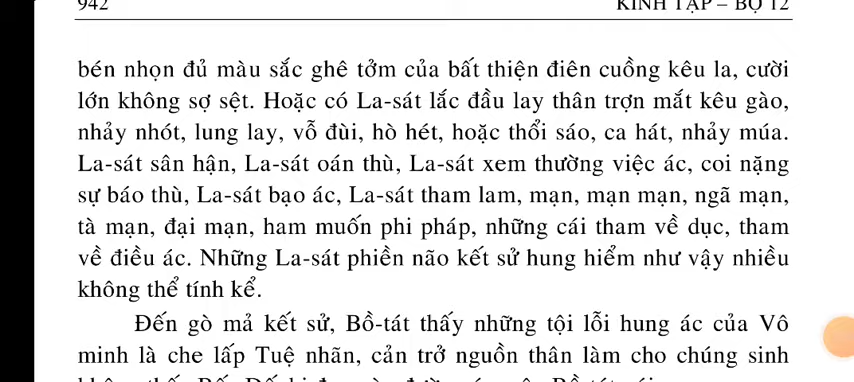 942 KINH TẬP – BỘ 12
bén nhọn đủ màu sắc ghê tởm của bất thiện điên cuồng kêu la, cười
lớn không sợ sệt. Hoặc có La-sát lắc đầu lay thân trợn mắt kêu gào,
nhảy nhót, lung lay, vỗ đùi, hò hét, hoặc thổi sáo, ca hát, nhảy múa.
La-sát sân hận, La-sát oán thù, La-sát xem thường việc ác, coi nặng
sự báo thù, La-sát bạo ác, La-sát tham lam, mạn, mạn mạn, ngã mạn,
tà mạn, đại mạn, ham muốn phi pháp, những cái tham về dục, tham
về điều ác. Những La-sát phiền não kết sử hung hiểm như vậy nhiều
không thể tính kể.
Đến gò mả kết sử, Bồ-tát thấy những tội lỗi hung ác của Vô
minh là che lấp Tuệ nhãn, cản trở nguồn thân làm cho chúng sinh